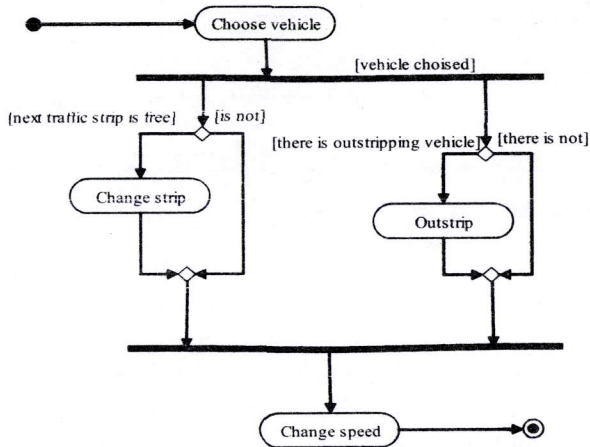 Choose vehicle
[vehicle choised]
[next traffic strip is free]
[is not]
[there is outstripping vehicle]
[there is not]
Change strip
Outstrip
Change speed